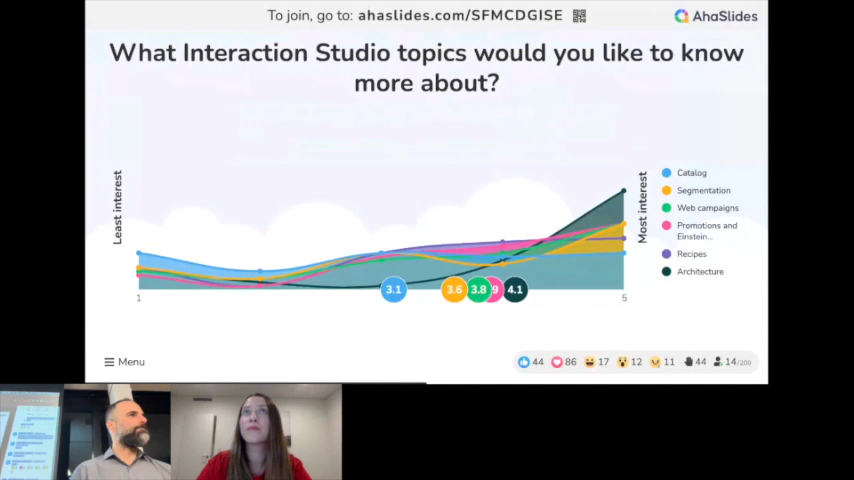 To join, go to: ahaslides.com/SFMCDGISE
AhaSlides
What Interaction Studio topics would you like to know
more about?
Least interest
Most interest
Catalog
Segmentation
Web campaigns
Promotions and
Einstein...
Recipes
Architecture
3.1
3.6
3.8
9
4.1
1
5
Menu
44
86
17
12
11
44
14/200